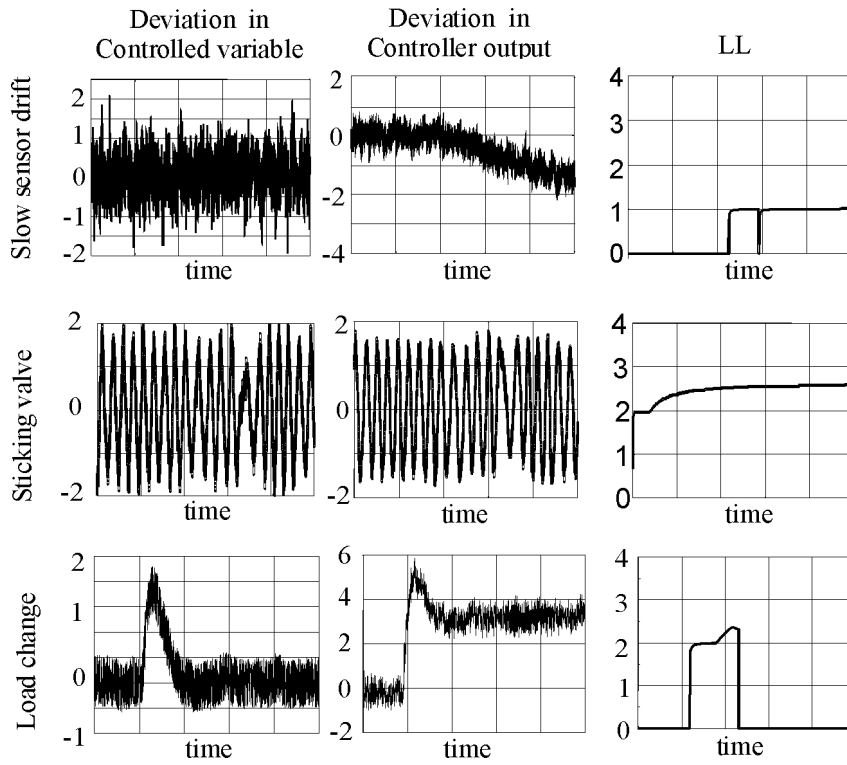 Deviation in
Controlled variable
Deviation in
Controller output
LL
Slow sensor drift
2
1
0
-1
-2
time
2
0
-2
-4
time
4
3
2
1
0
time
Sticking valve
2
0
-2
time
2
0
-2
time
4
3
2
1
0
time
Load change
2
1
0
-1
time
6
4
2
0
-2
time
4
3
2
1
0
time